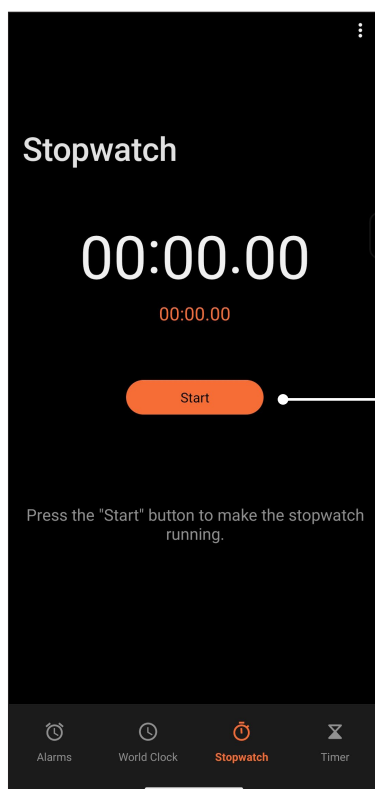 Stopwatch
00:00.00
00:00.00
Start
Press the "Start" button to make the stopwatch
running.
Alarms
World Clock
Stopwatch
Timer